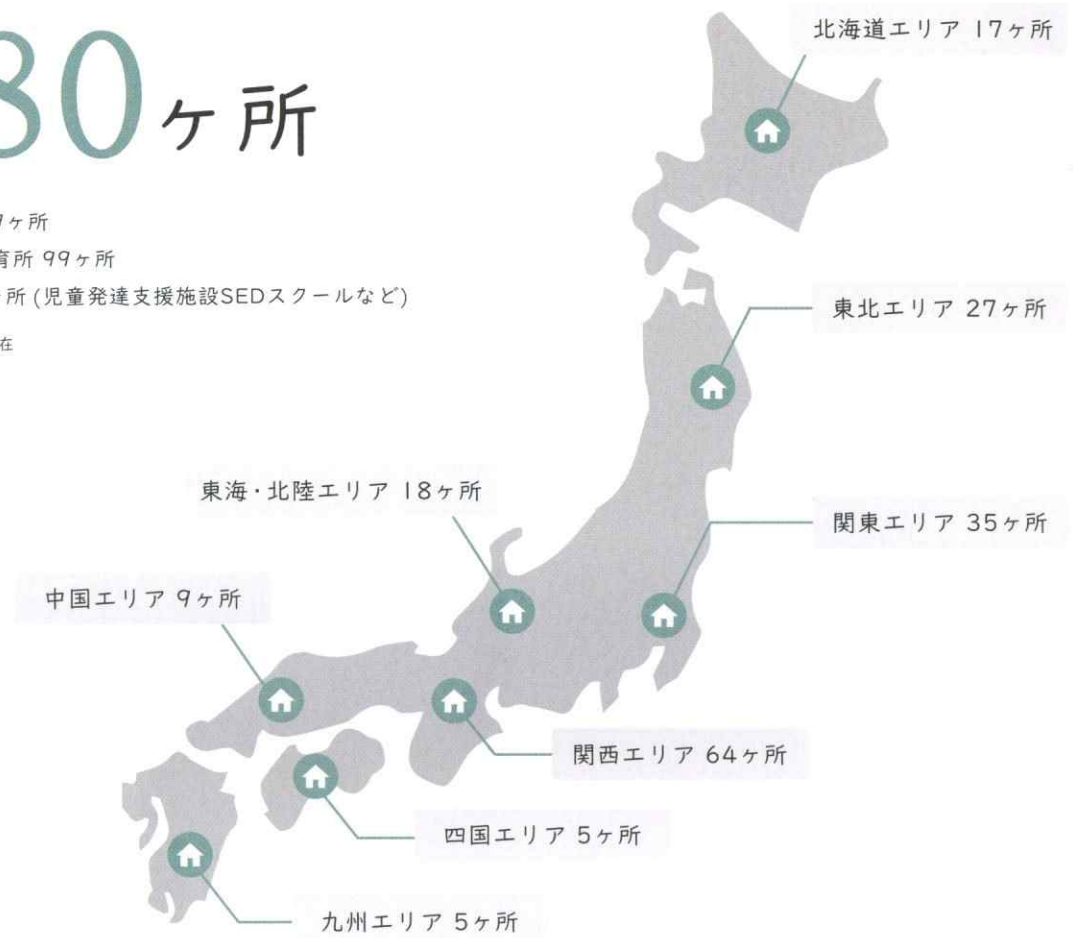 80ヶ所
ヶ所
育所 99ヶ所
所 (児童発達支援施設SEDスクールなど)
在
北海道エリア 17ヶ所
東北エリア 27ヶ所
東海・北陸エリア 18ヶ所
関東エリア 35ヶ所
中国エリア 9ヶ所
関西エリア 64ヶ所
四国エリア 5ヶ所
九州エリア 5ヶ所